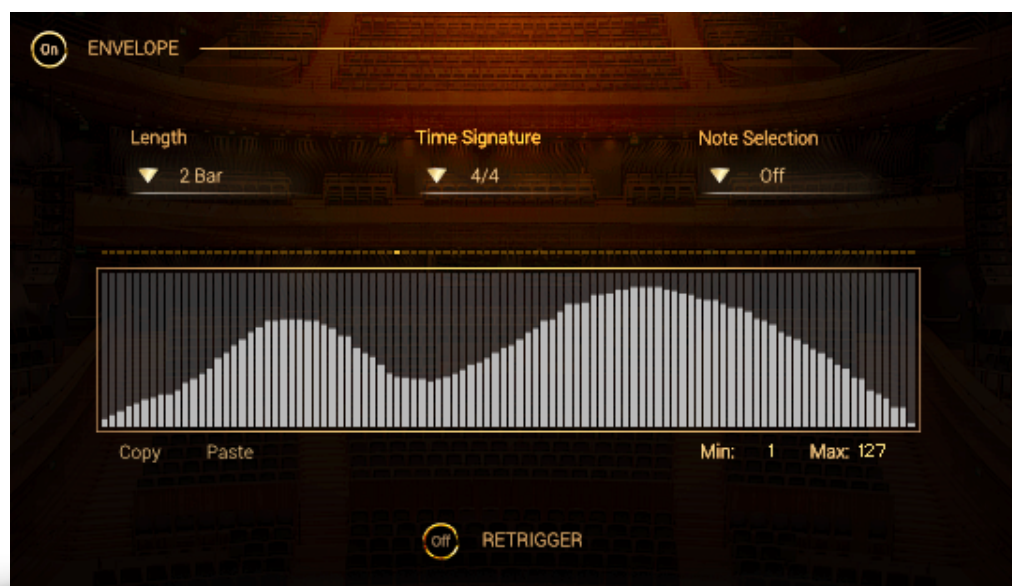 On ENVELOPE
Length Time Signature Note Selection
2 Bar 4/4 Off
Copy Paste Min: 1 Max: 127
Off RETRIGGER